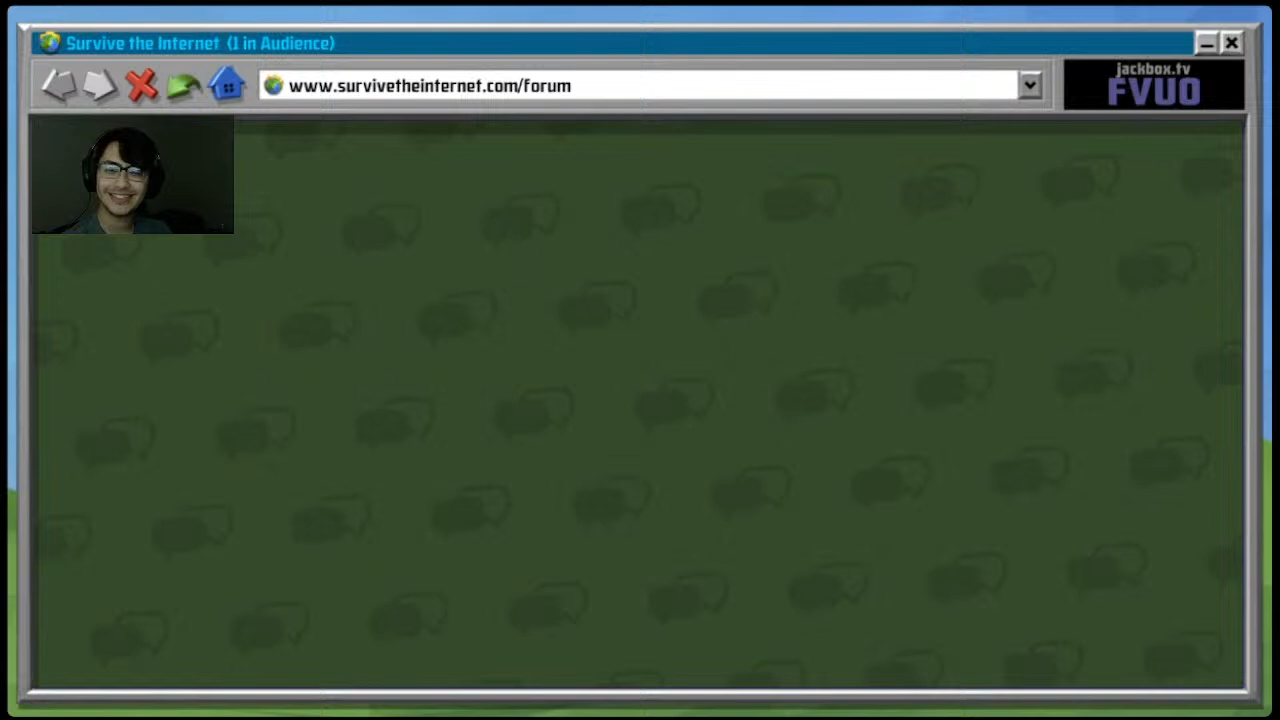 Survive the Internet (1 in Audience)
www.survivetheinternet.com/forum
jackbox.tv
FVUO